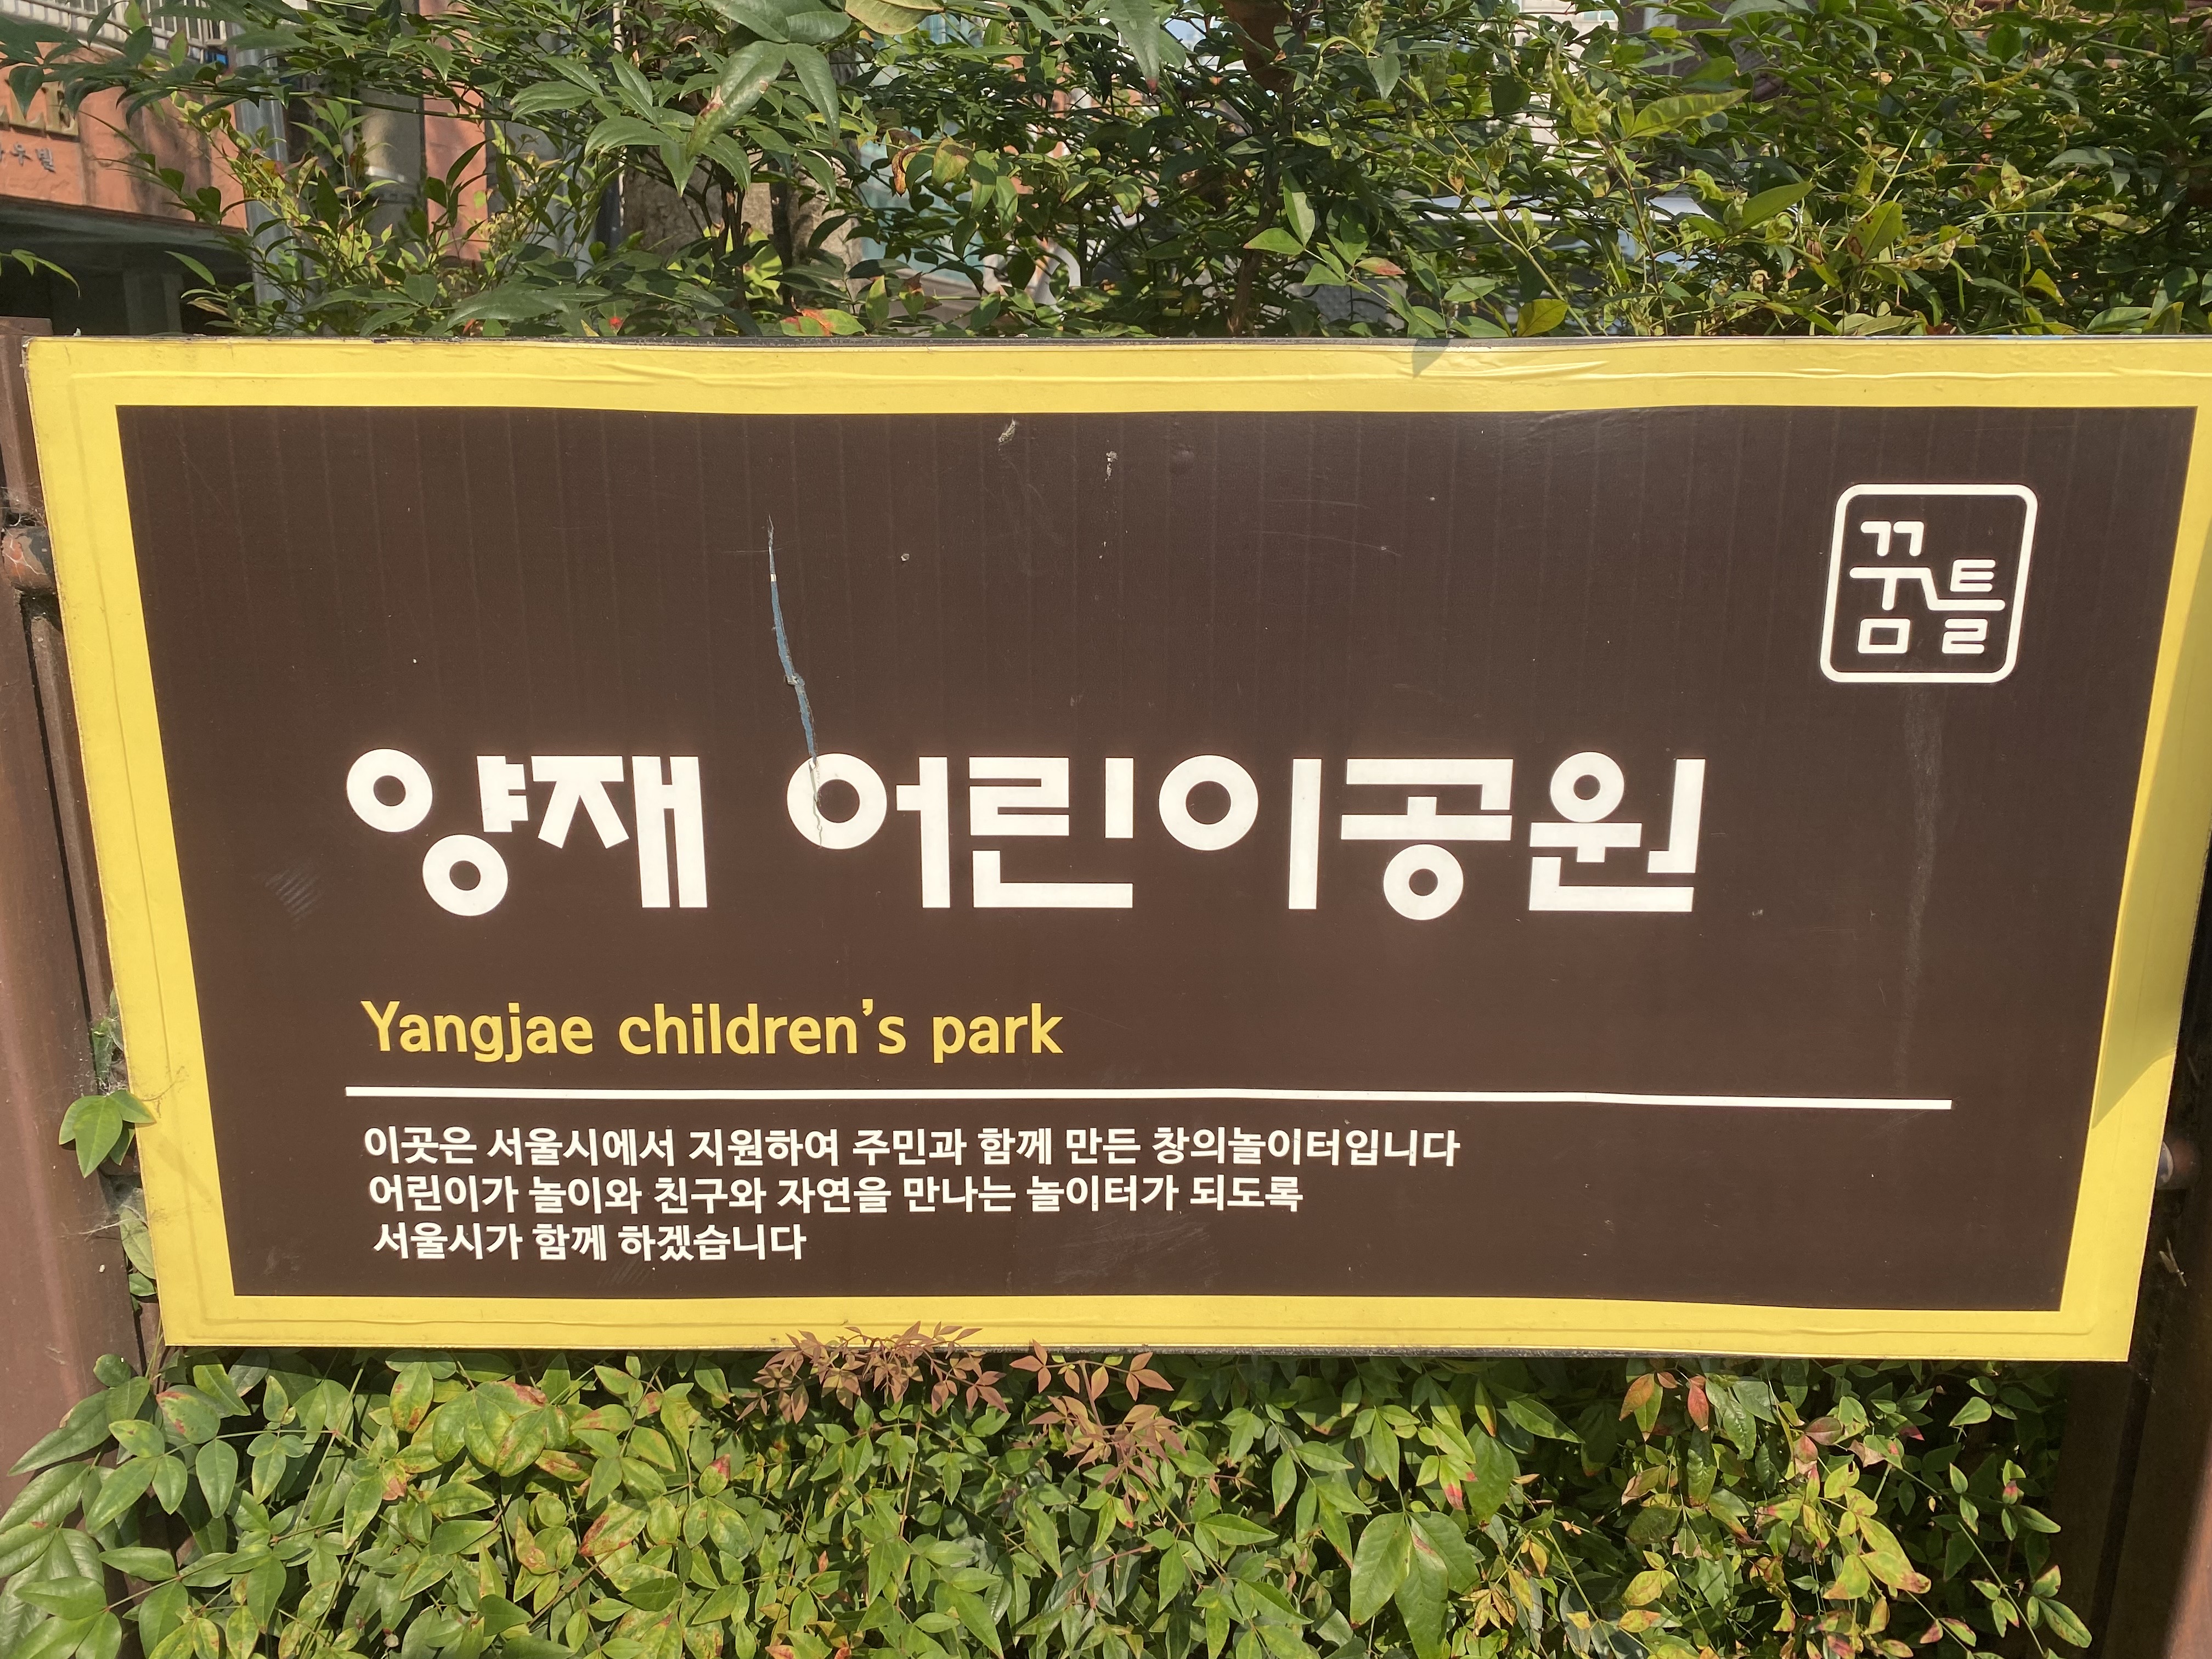 꿈틀
양재 어린이공원
Yangjae children's park
이곳은 서울시에서 지원하여 주민과 함께 만든 창의놀이터입니다
어린이가 놀이와 친구와 자연을 만나는 놀이터가 되도록
서울시가 함께 하겠습니다